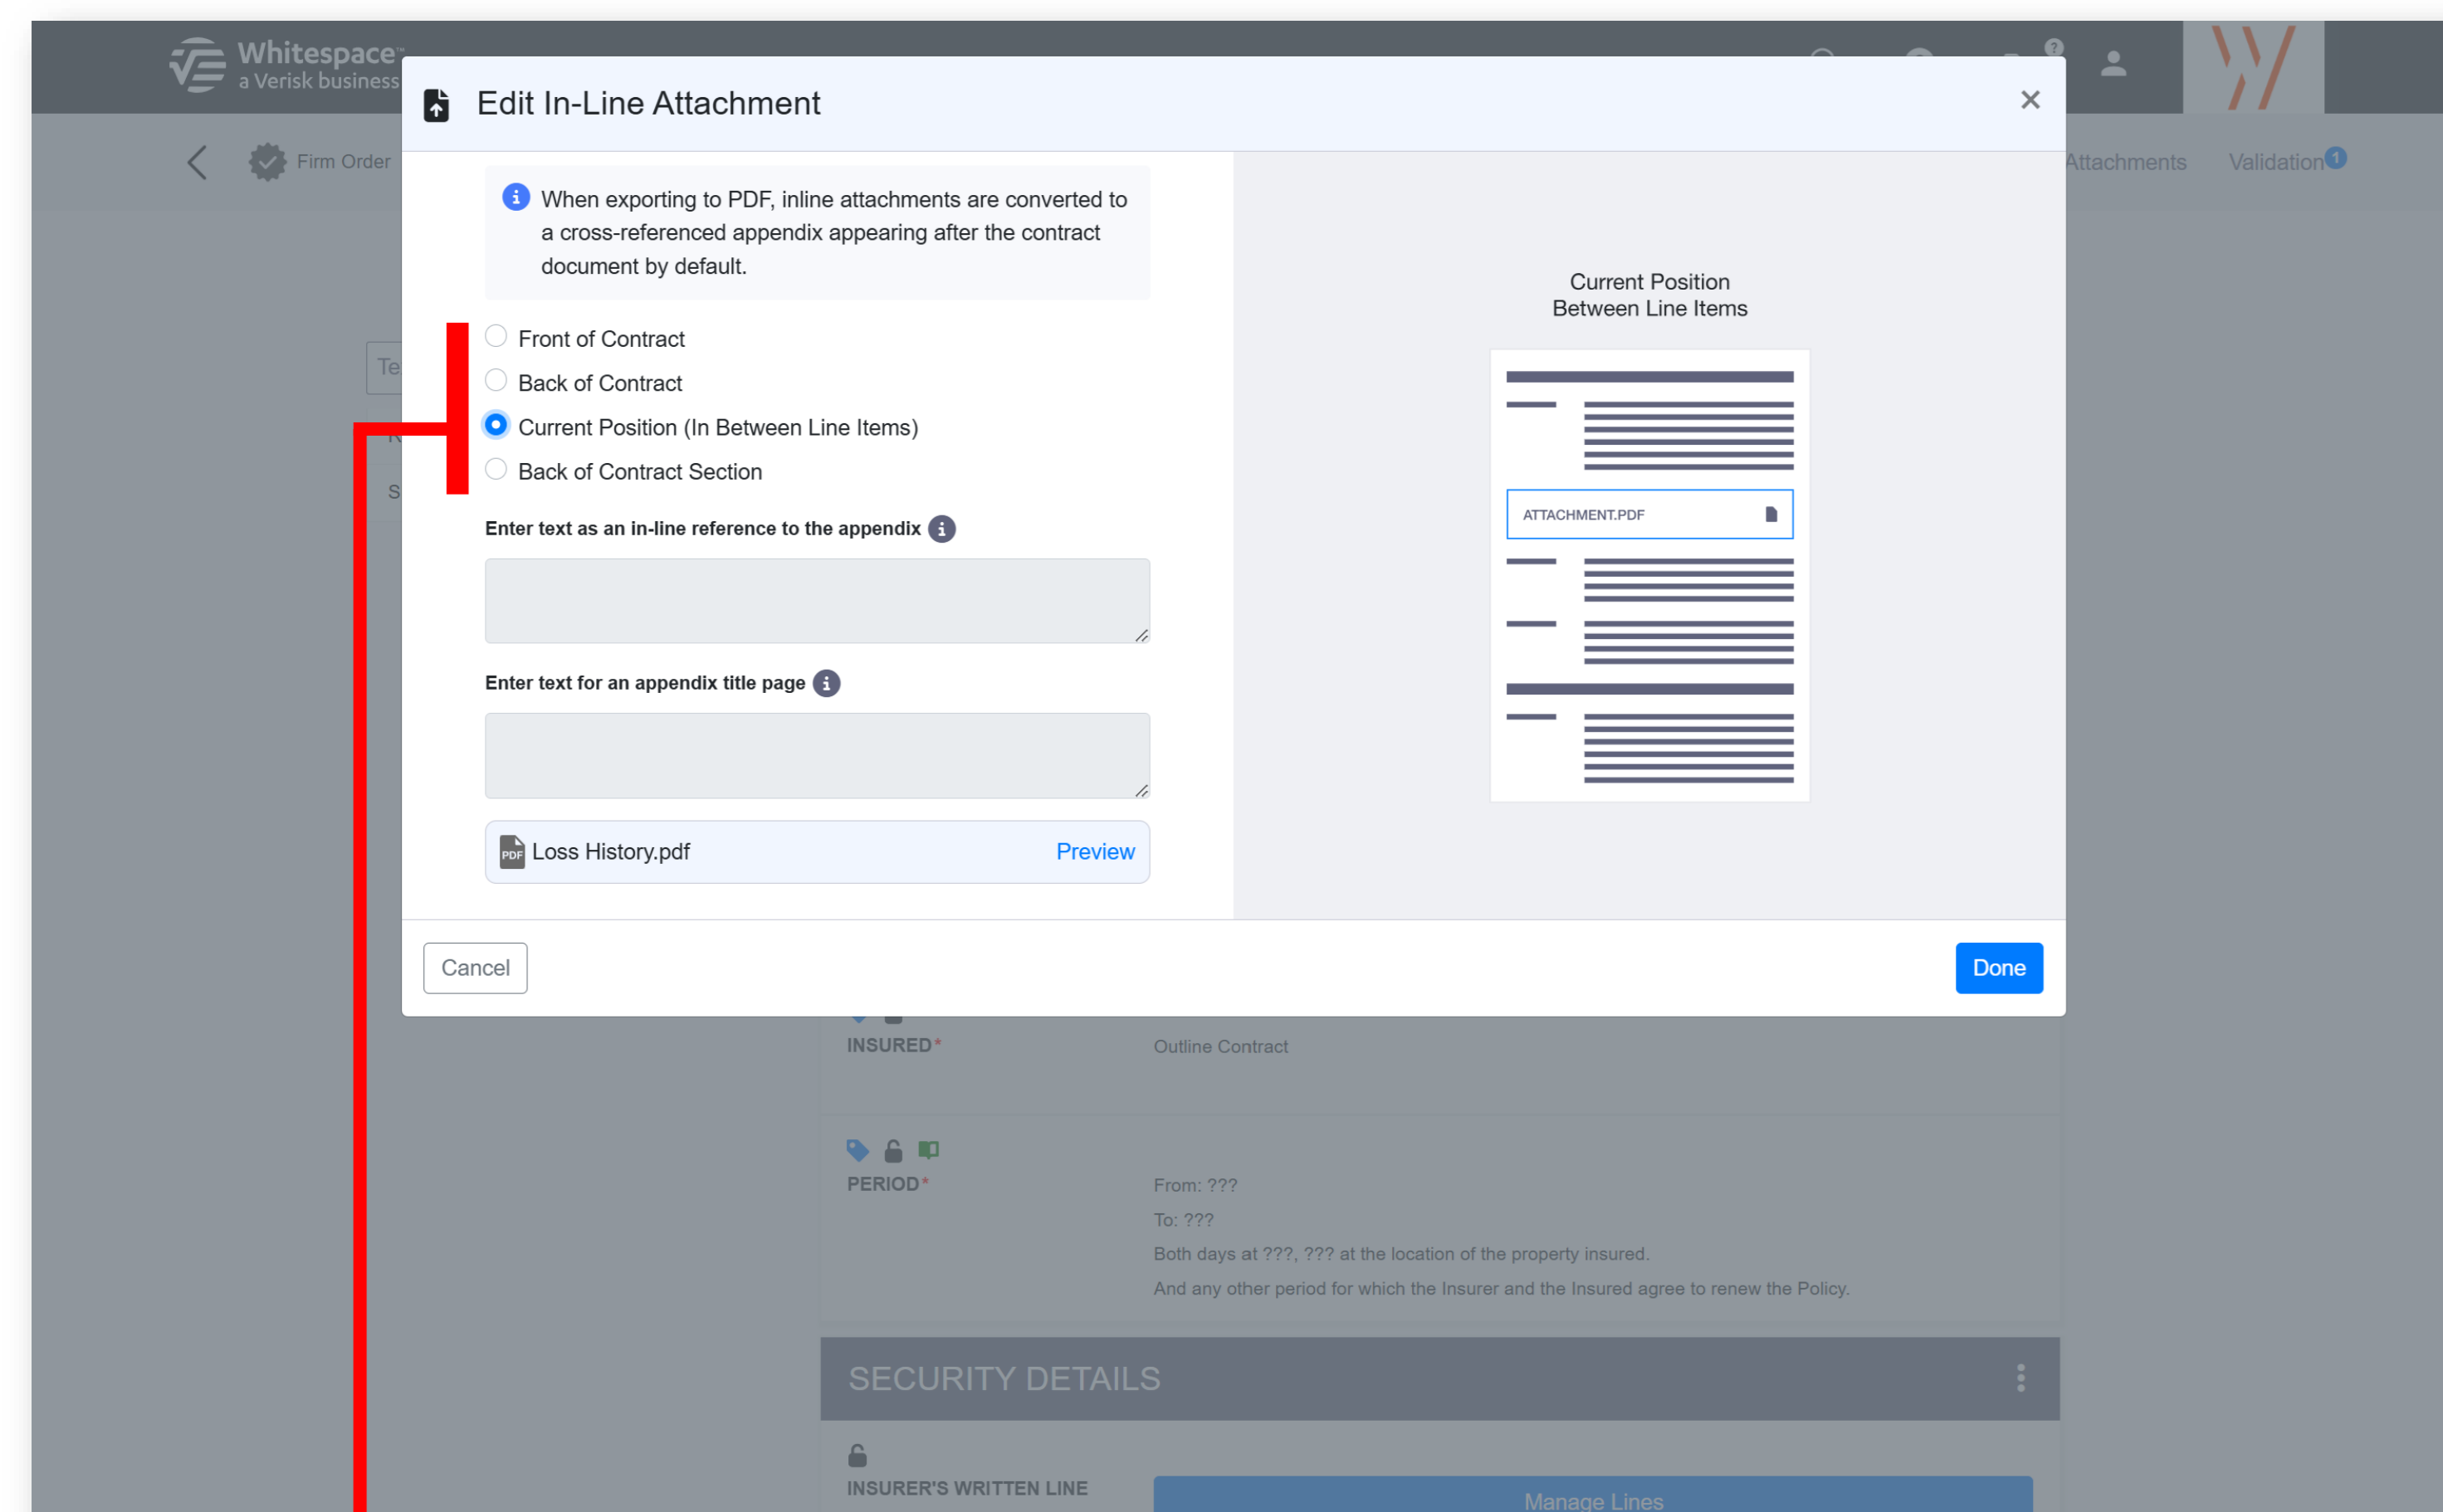 Whitespace™
a Verisk business
Edit In-Line Attachment
Firm Order
Attachments
Validation 1
When exporting to PDF, inline attachments are converted to
a cross-referenced appendix appearing after the contract
document by default.
Front of Contract
Back of Contract
Current Position (In Between Line Items)
Back of Contract Section
Enter text as an in-line reference to the appendix
Enter text for an appendix title page
PDF Loss History.pdf
Preview
Current Position
Between Line Items
ATTACHMENT.PDF
Cancel
Done
INSURED*
Outline Contract
PERIOD*
From: ???
To: ???
Both days at ???, ??? at the location of the property insured.
And any other period for which the Insurer and the Insured agree to renew the Policy.
SECURITY DETAILS
INSURER'S WRITTEN LINE
Manage Lines